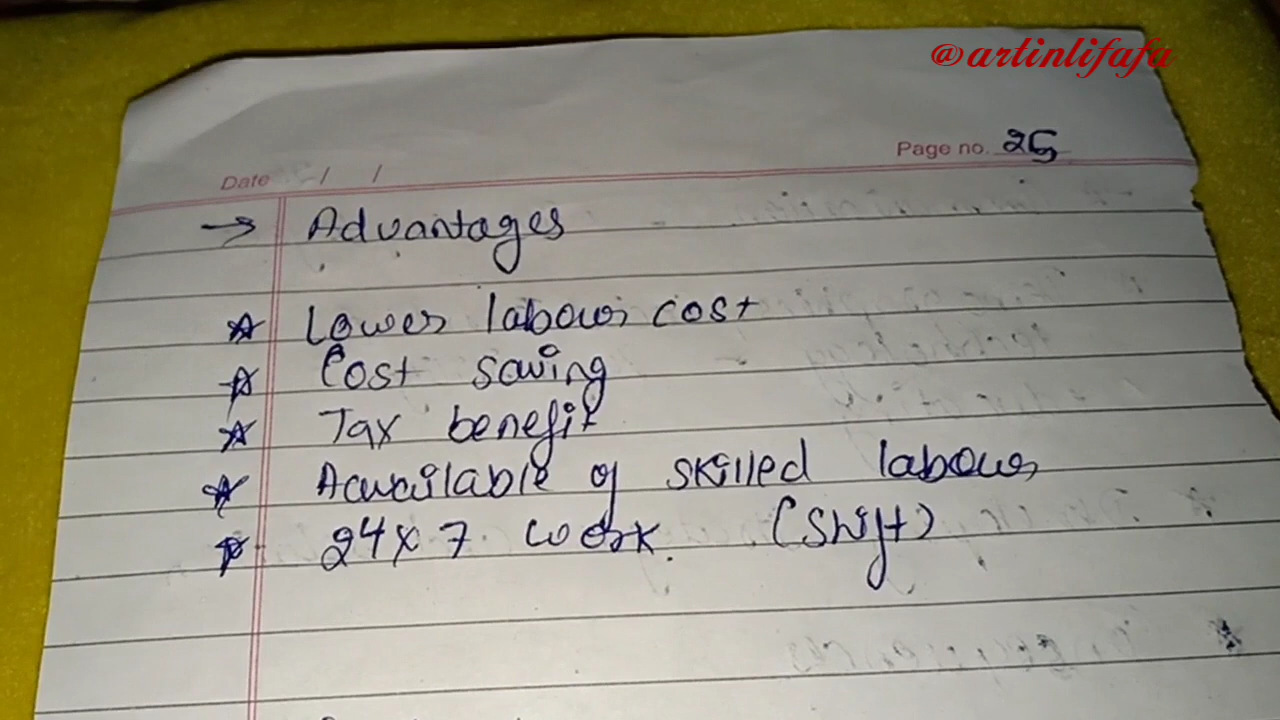 @artinlifafa
Page no. 25
Date / /
→ Advantages
☆ Lower labour cost
☆ Cost saving
☆ Tax benefit
☆ Acuailable of skilled labour
☆ 24x7 work. (Shift)